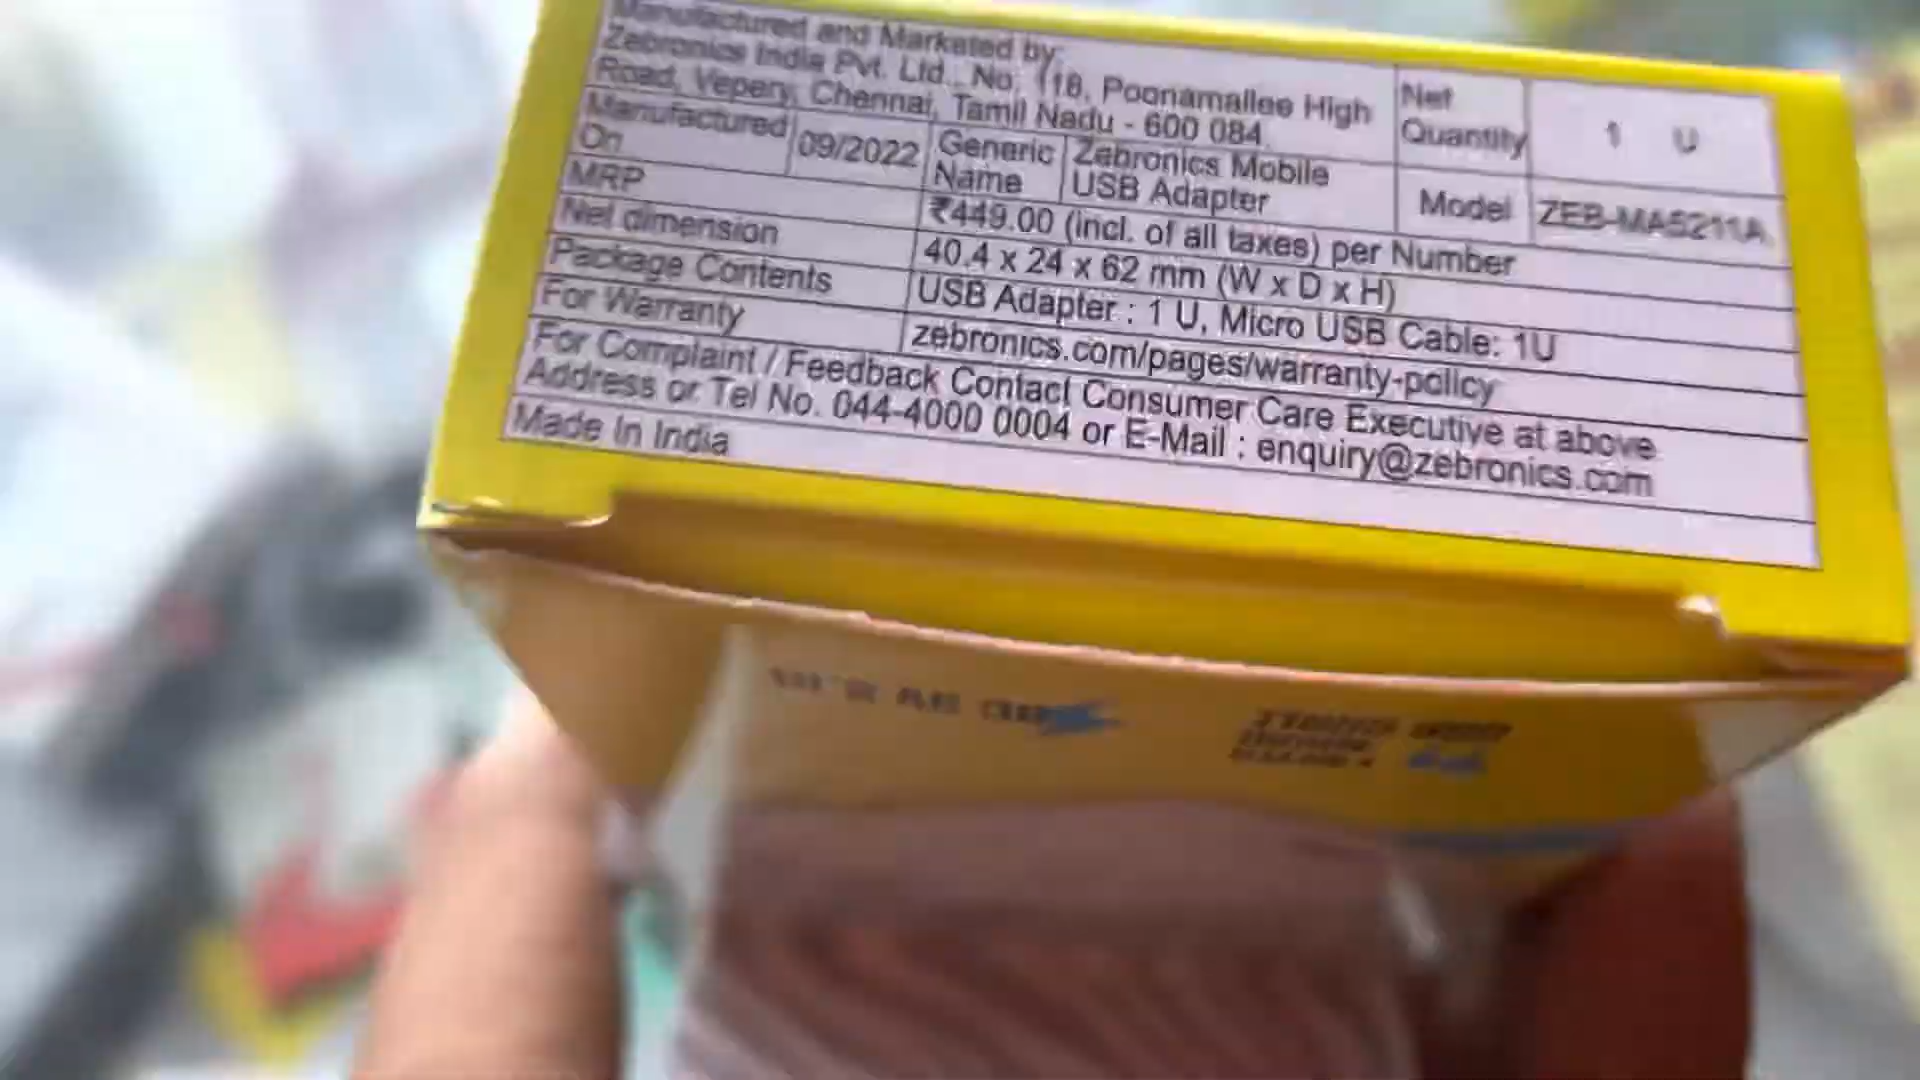 Manufactured and Marketed by:
Zebronics India Pvt. Ltd., No. 118, Poonamallee High
Road, Vepery, Chennai, Tamil Nadu - 600 084.
Net Quantity 1 U
Manufactured On 09/2022 Generic Name Zebronics Mobile USB Adapter
Model ZEB-MA5211A
MRP ₹449.00 (incl. of all taxes) per Number
Net dimension 40.4 x 24 x 62 mm (W x D x H)
Package Contents USB Adapter : 1 U, Micro USB Cable: 1U
For Warranty zebronics.com/pages/warranty-policy
For Complaint / Feedback Contact Consumer Care Executive at above
Address or Tel No. 044-4000 0004 or E-Mail : enquiry@zebronics.com
Made In India